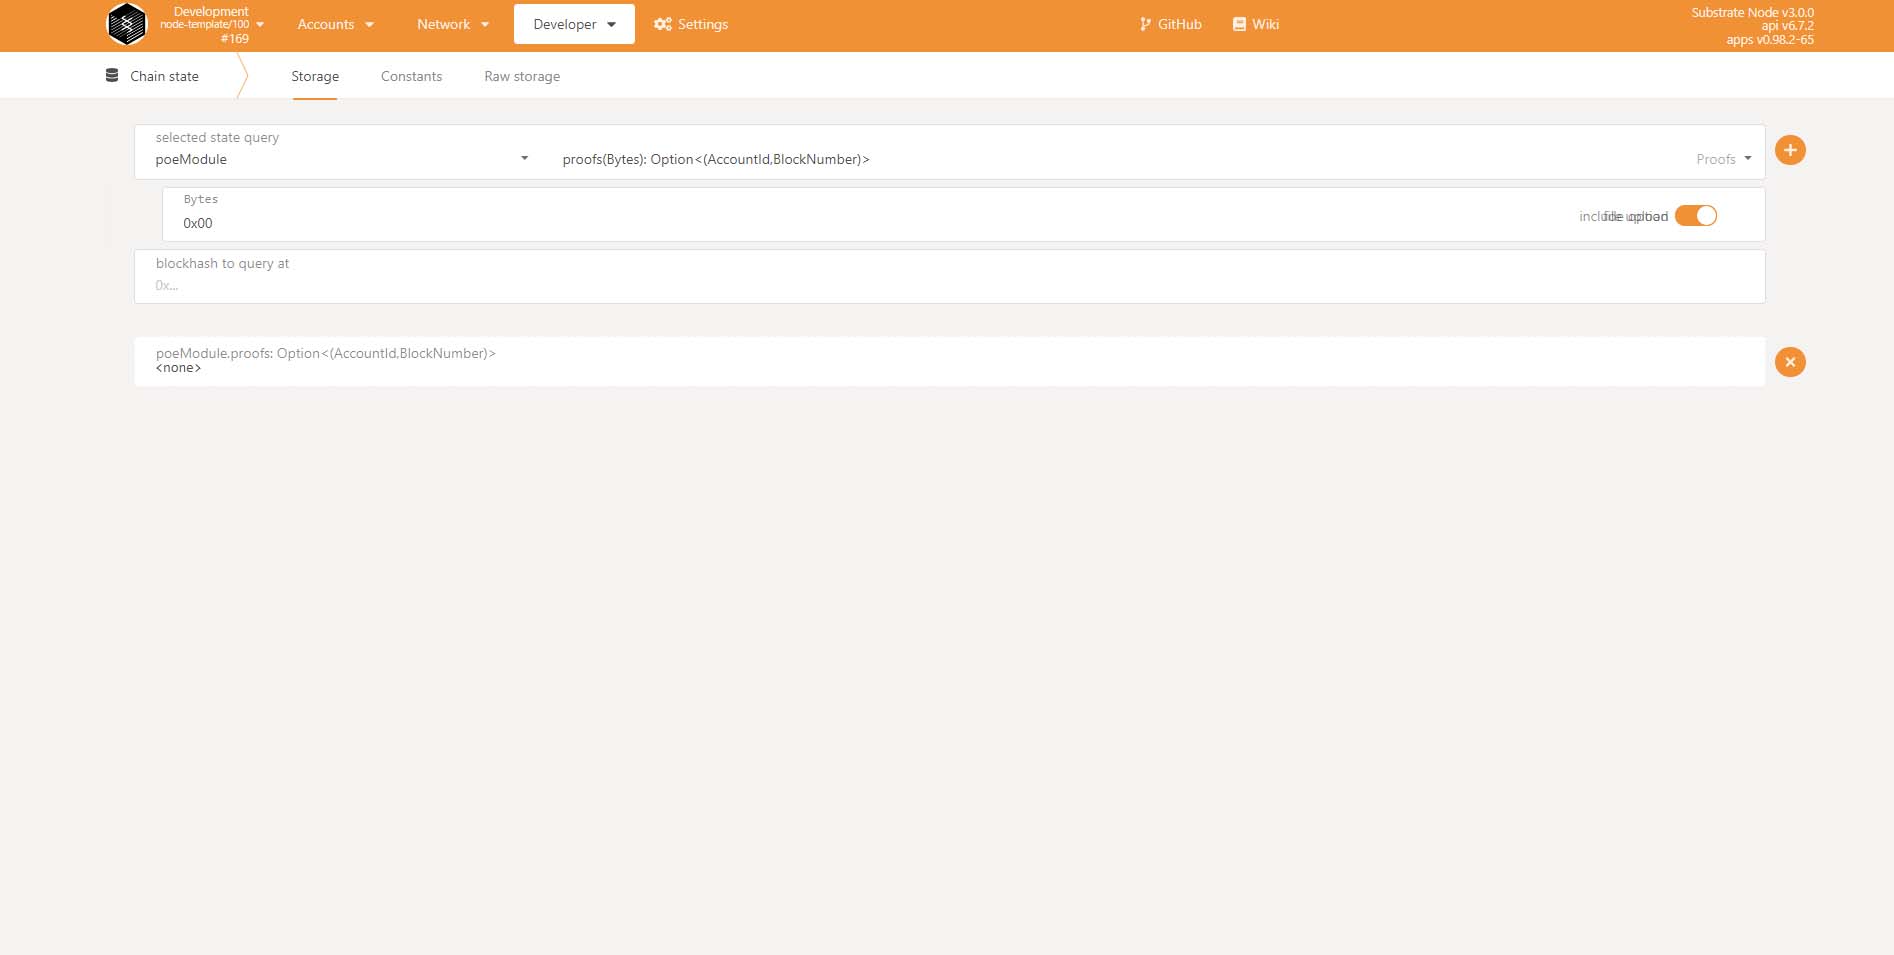 Development
node-template/100
#169
Accounts
Network
Developer
Settings
GitHub
Wiki
Substrate Node v3.0.0
api v6.7.2
apps v0.98.2-65
Chain state
Storage
Constants
Raw storage
selected state query
poeModule
proofs(Bytes): Option<(AccountId,BlockNumber)>
Proofs
Bytes
0x00
include option
file upload
blockhash to query at
0x...
poeModule.proofs: Option<(AccountId,BlockNumber)>
<none>